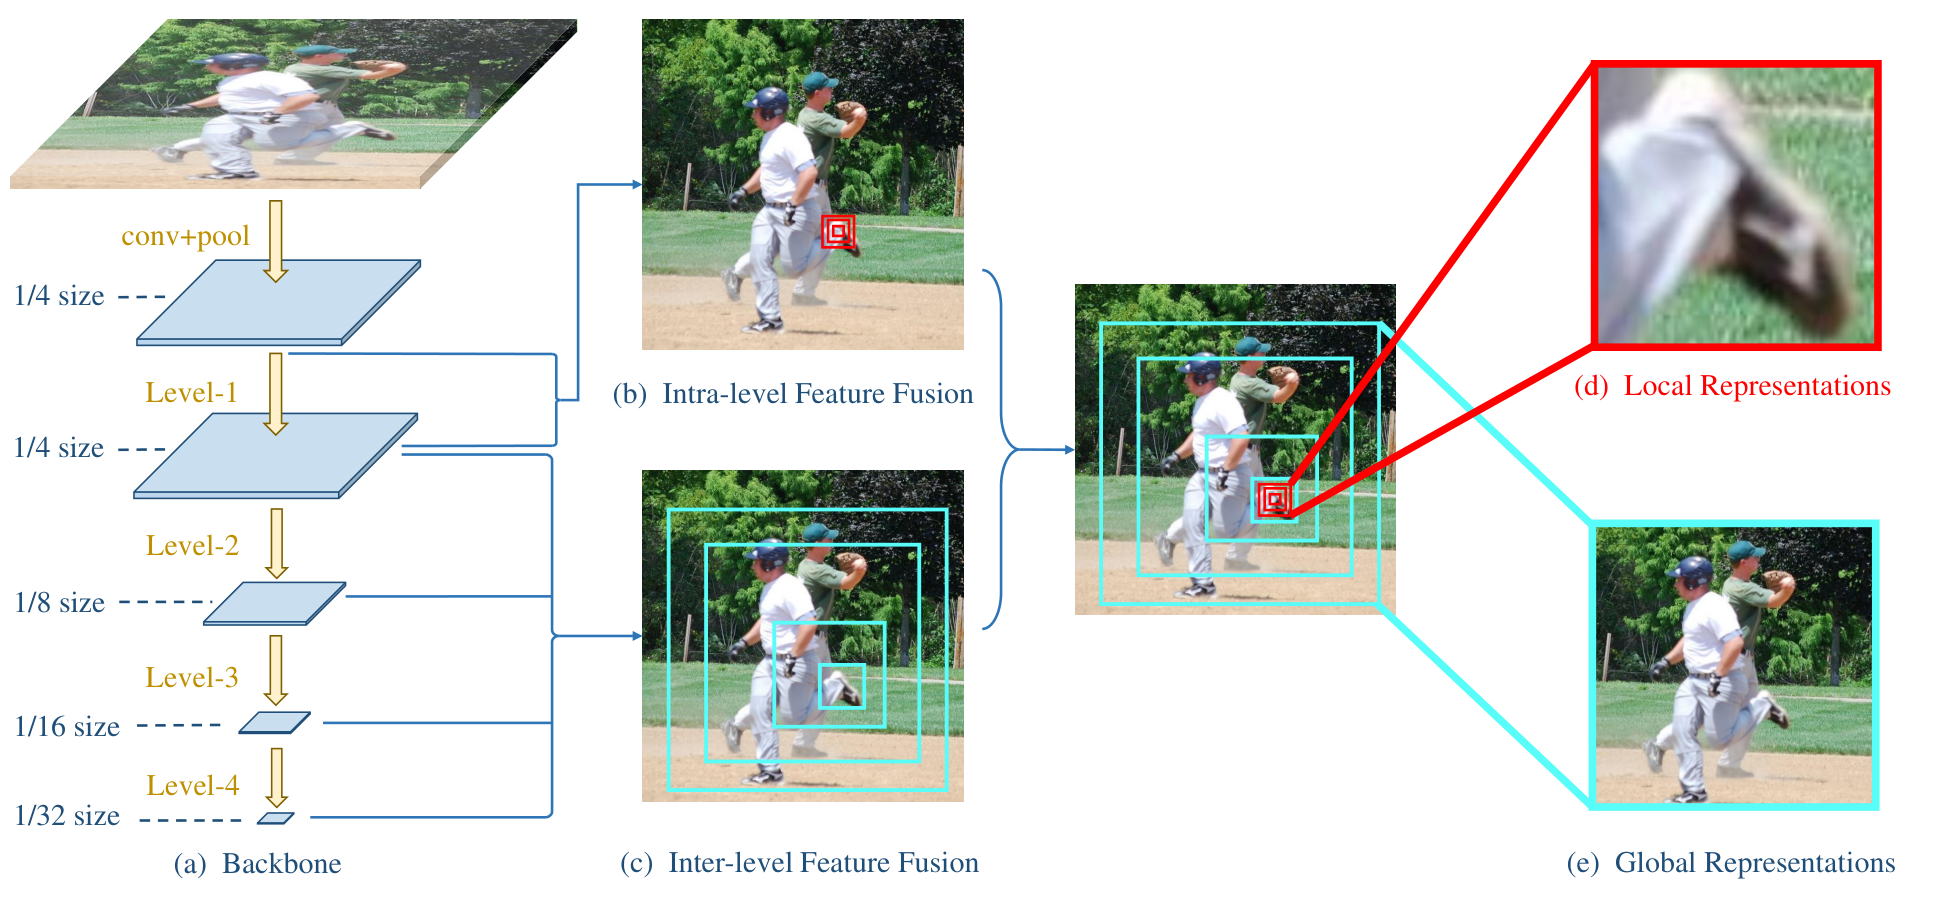 conv+pool
1/4 size
Level-1
1/4 size
Level-2
1/8 size
Level-3
1/16 size
Level-4
1/32 size
(a) Backbone
(b) Intra-level Feature Fusion
(c) Inter-level Feature Fusion
(d) Local Representations
(e) Global Representations